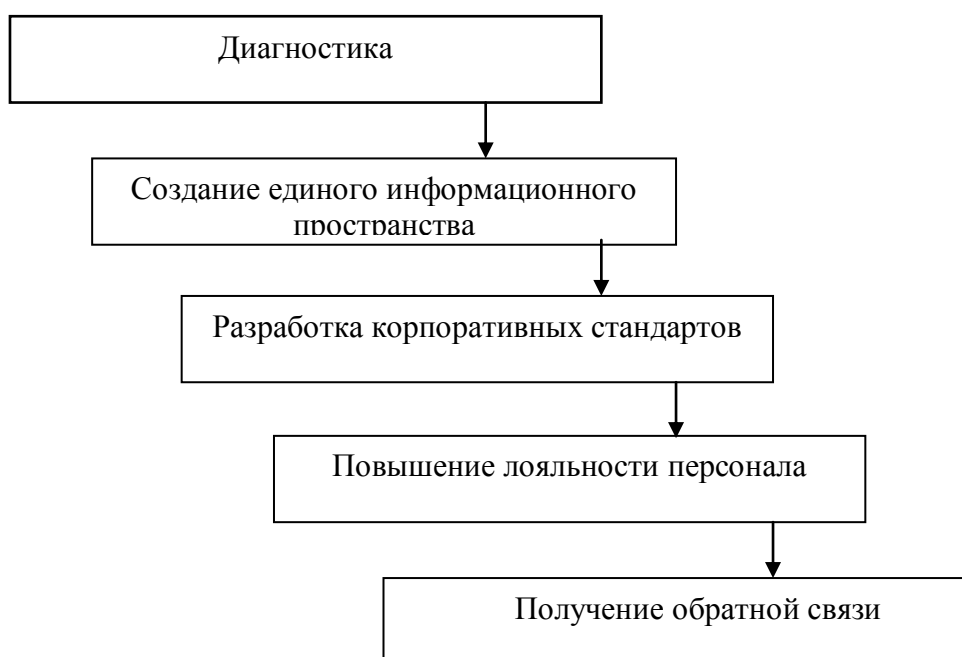 Диагностика
Создание единого информационного
пространства
Разработка корпоративных стандартов
Повышение лояльности персонала
Получение обратной связи